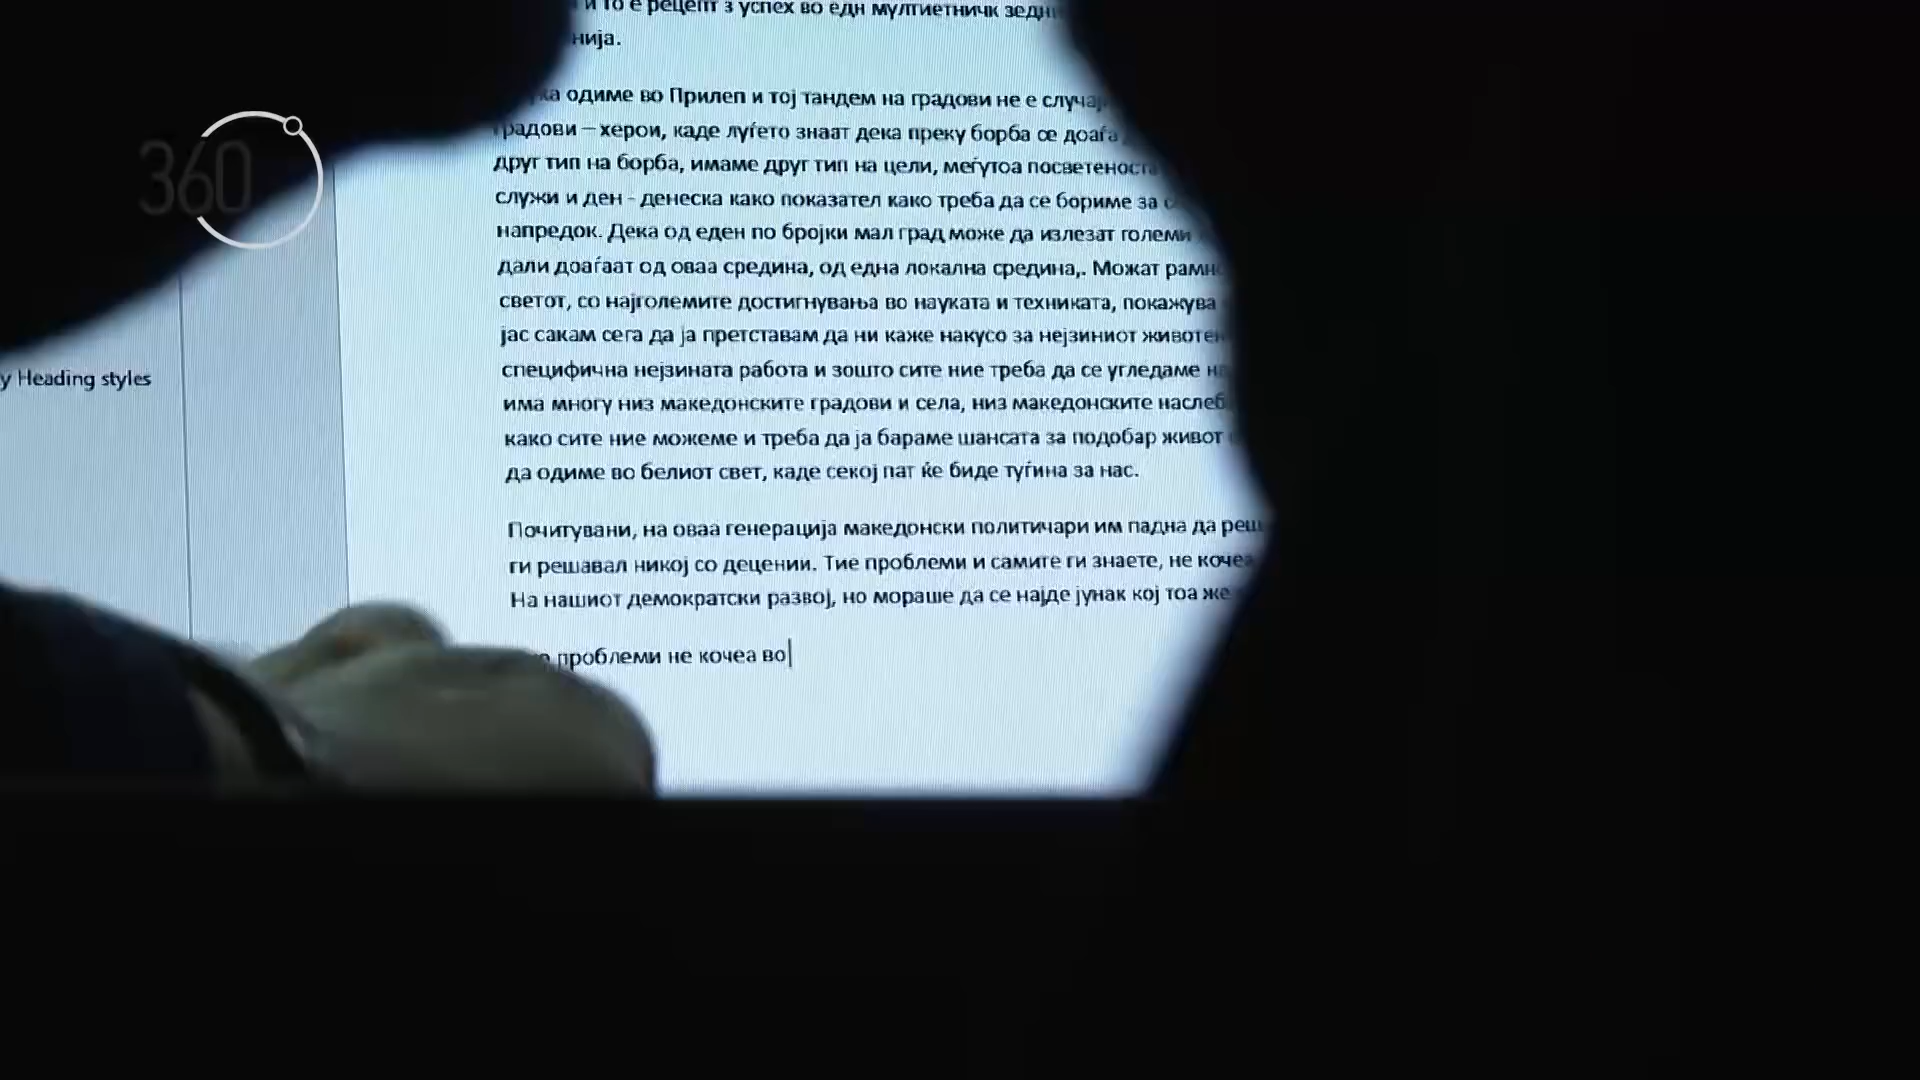 360
и то е рецепт з успех во едн мултиетничк
нија.
одиме во Прилеп и тој тандем на градови не е
градови – херои, каде луѓето знаат дека преку борба се доаѓа
друг тип на борба, имаме друг тип на цели, меѓутоа посветеноста
служи и ден - денеска како показател како треба да се бориме за
напредок. Дека од еден по бројки мал град може да излезат големи
дали доаѓаат од оваа средина, од една локална средина,. Можат
светот, со најголемите достигнувања во науката и техниката, покажува
јас сакам сега да ја претставам да ни каже накусо за нејзиниот
специфична нејзината работа и зошто сите ние треба да се угледаме
има многу низ македонските градови и села, низ македонските
како сите ние можеме и треба да ја бараме шансата за подобар живот
да одиме во белиот свет, каде секој пат ќе биде туѓина за нас.
y Heading styles
Почитувани, на оваа генерација македонски политичари им падна да
ги решавал никој со децении. Тие проблеми и самите ги знаете, не
На нашиот демократски развој, но мораше да се најде јунак кој тоа
проблеми не кочеа во